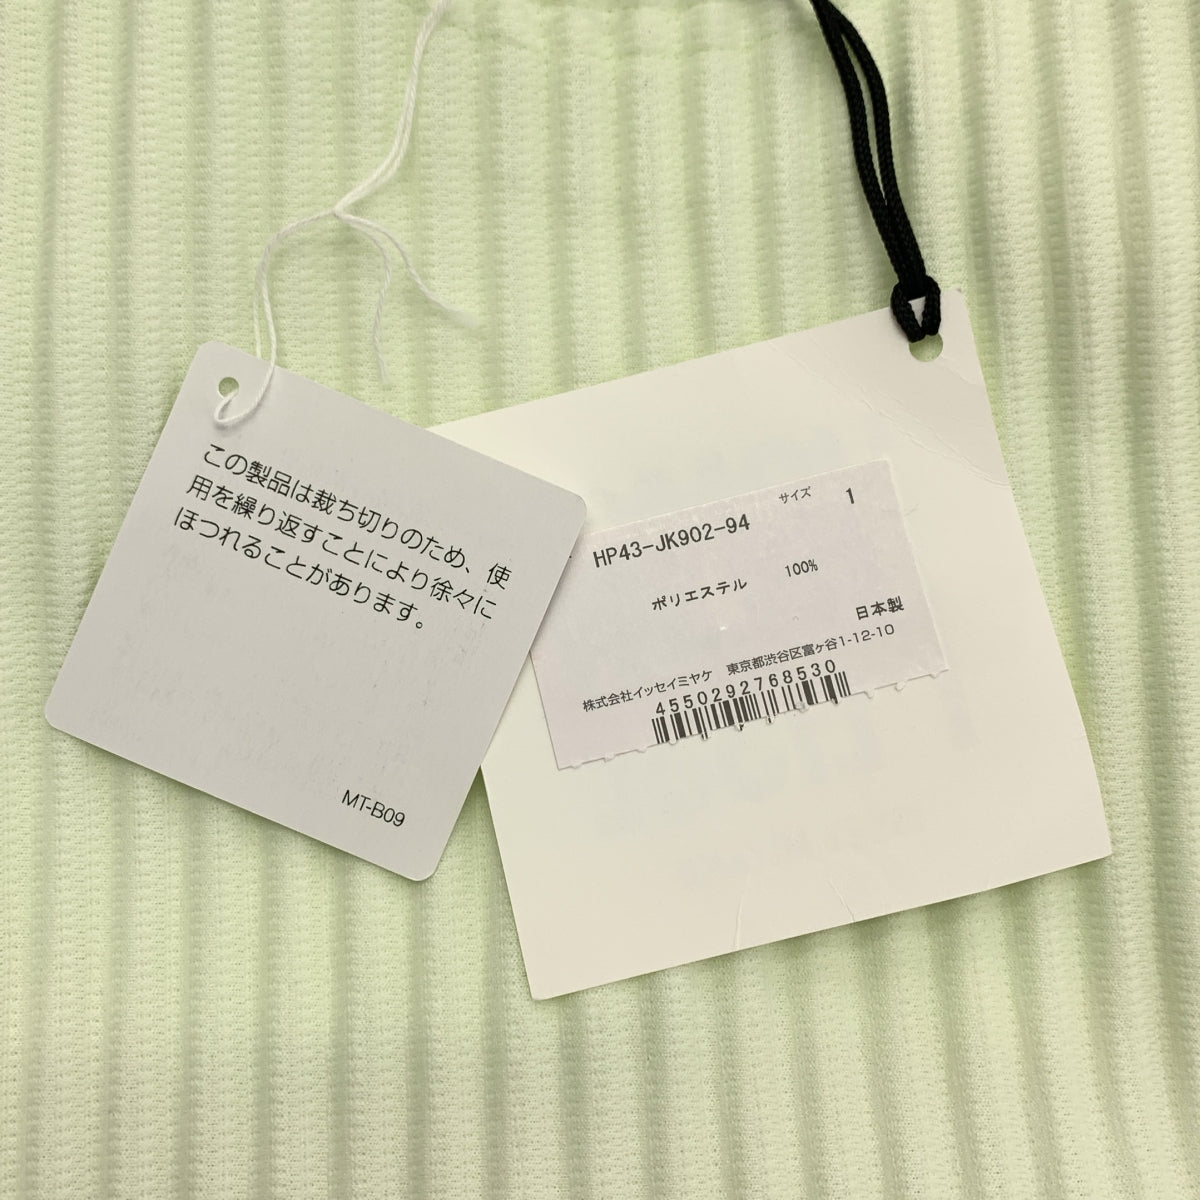 この製品は裁ち切りのため、使
用を繰り返すことにより徐々に
ほつれることがあります。
MT-B09
サイズ 1
HP43-JK902-94
ポリエステル 100%
日本製
株式会社イッセイミヤケ 東京都渋谷区富ヶ谷1-12-10
4550292768530